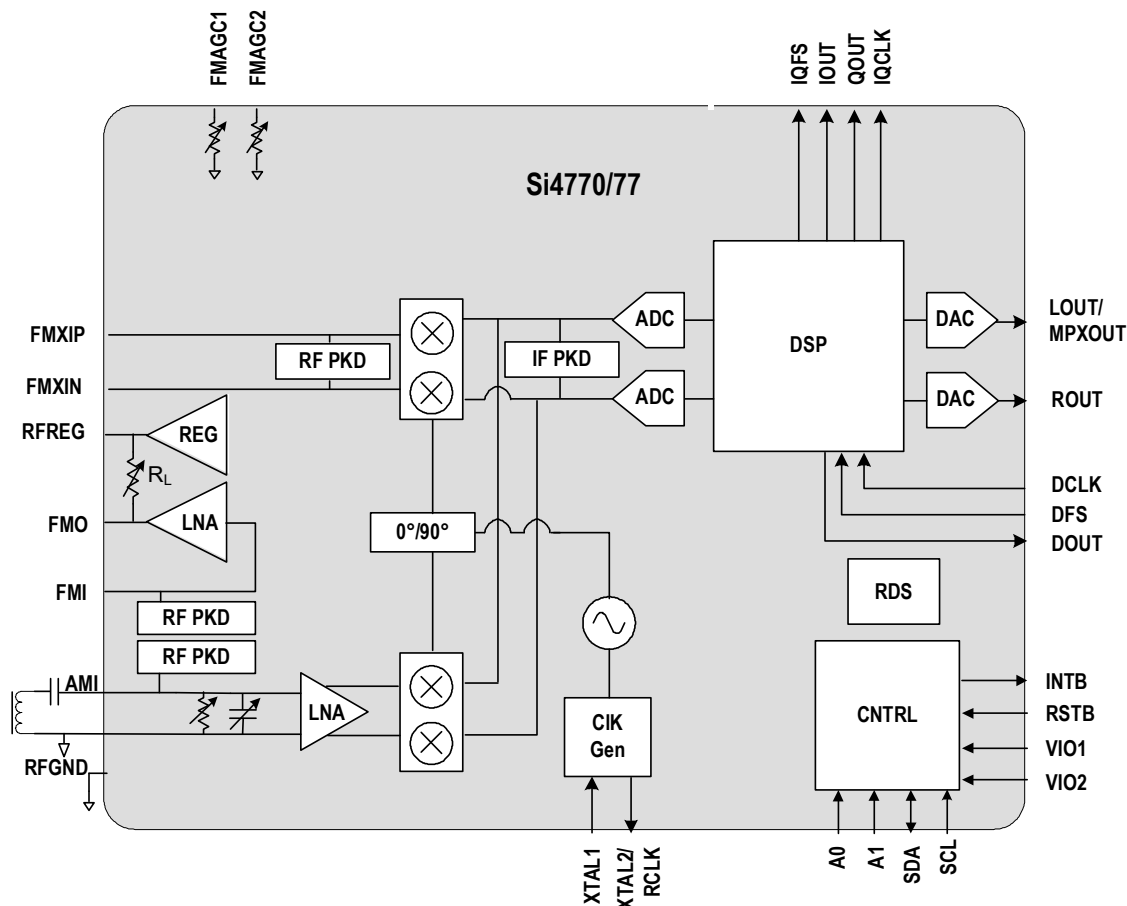 FMAGC1
FMAGC2
IQFS
IOUT
QOUT
IQCLK
Si4770/77
FMXIP
RF PKD
IF PKD
ADC
DSP
DAC
LOUT/
MPXOUT
FMXIN
ADC
DAC
ROUT
RFREG
REG
RL
FMO
LNA
0°/90°
DCLK
DFS
DOUT
FMI
RF PKD
RDS
RF PKD
AMI
LNA
ClK
Gen
CNTRL
INTB
RSTB
VIO1
VIO2
RFGND
XTAL1
XTAL2/
RCLK
A0
A1
SDA
SCL